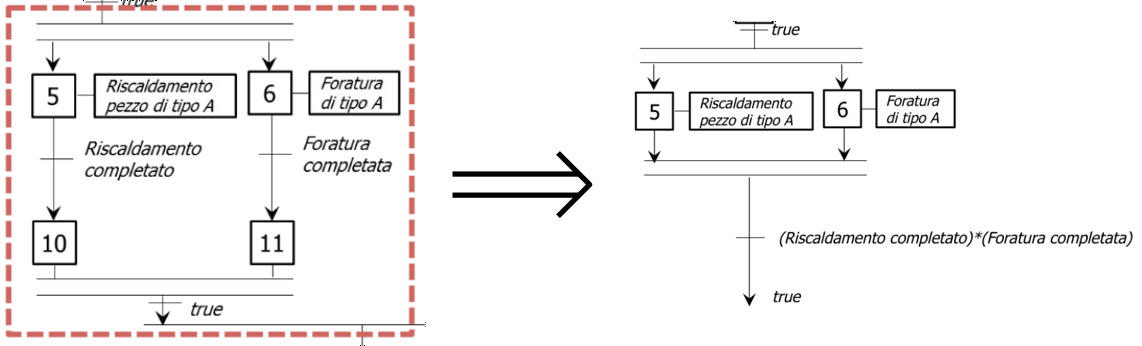 true
5
Riscaldamento
pezzo di tipo A
6
Foratura
di tipo A
Riscaldamento
completato
Foratura
completata
10
11
true
true
5
Riscaldamento
pezzo di tipo A
6
Foratura
di tipo A
(Riscaldamento completato)*(Foratura completata)
true